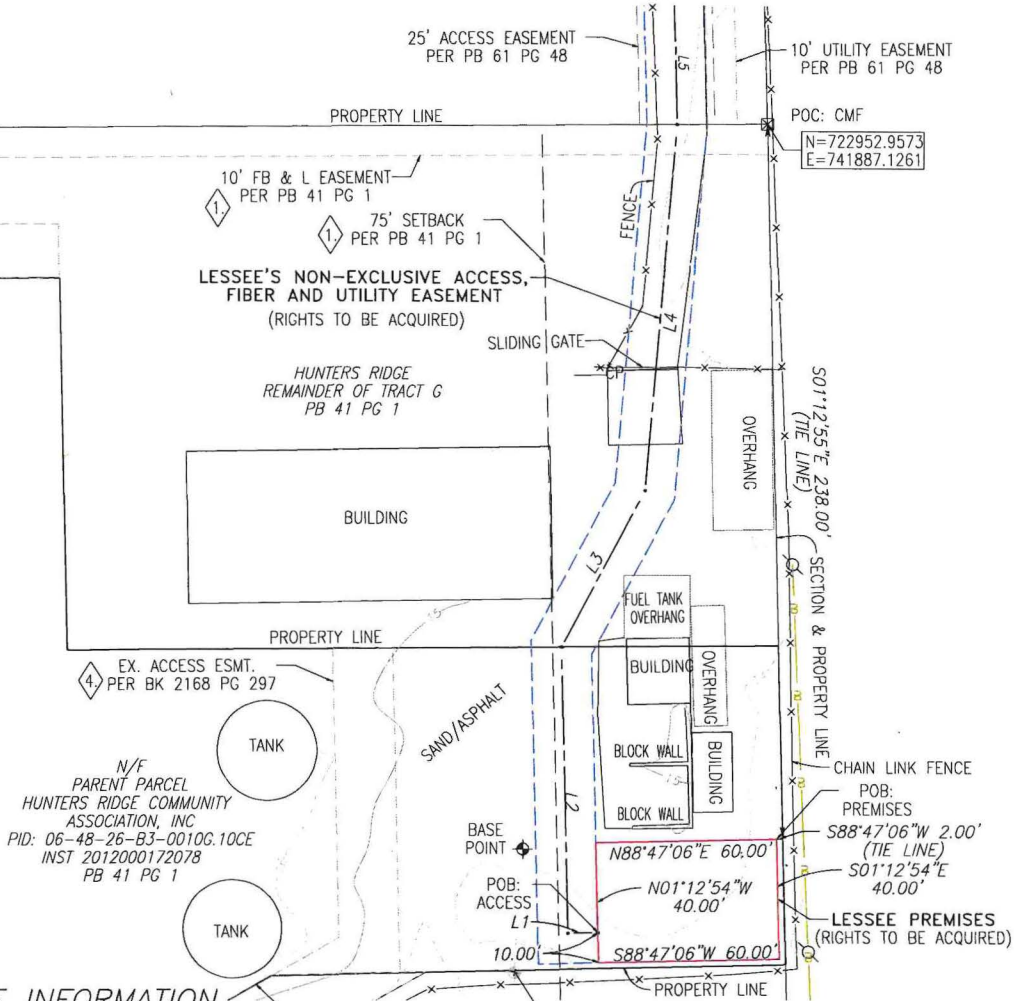 25' ACCESS EASEMENT
PER PB 61 PG 48
L5
10' UTILITY EASEMENT
PER PB 61 PG 48
PROPERTY LINE
POC: CMF
N=722952.9573
E=741887.1261
10' FB & L EASEMENT
PER PB 41 PG 1
1.
75' SETBACK
PER PB 41 PG 1
1.
FENCE
LESSEE'S NON-EXCLUSIVE ACCESS,
FIBER AND UTILITY EASEMENT
(RIGHTS TO BE ACQUIRED)
L4
SLIDING GATE
CP
HUNTERS RIDGE
REMAINDER OF TRACT G
PB 41 PG 1
S01°12'55"E 238.00'
(TIE LINE)
OVERHANG
BUILDING
L3
SECTION & PROPERTY LINE
FUEL TANK
OVERHANG
PROPERTY LINE
BUILDING
OVERHANG
EX. ACCESS ESMT.
PER BK 2168 PG 297
4.
SAND/ASPHALT
TANK
BLOCK WALL
BUILDING
CHAIN LINK FENCE
N/F
PARENT PARCEL
HUNTERS RIDGE COMMUNITY
ASSOCIATION, INC
PID: 06-48-26-B3-0010G.10CE
INST 2012000172078
PB 41 PG 1
L2
BLOCK WALL
POB:
PREMISES
S88°47'06"W 2.00'
(TIE LINE)
BASE
POINT
N88°47'06"E 60.00'
S01°12'54"E
40.00'
POB:
ACCESS
N01°12'54"W
40.00'
L1
LESSEE PREMISES
(RIGHTS TO BE ACQUIRED)
TANK
10.00'
S88°47'06"W 60.00'
PROPERTY LINE
INFORMATION